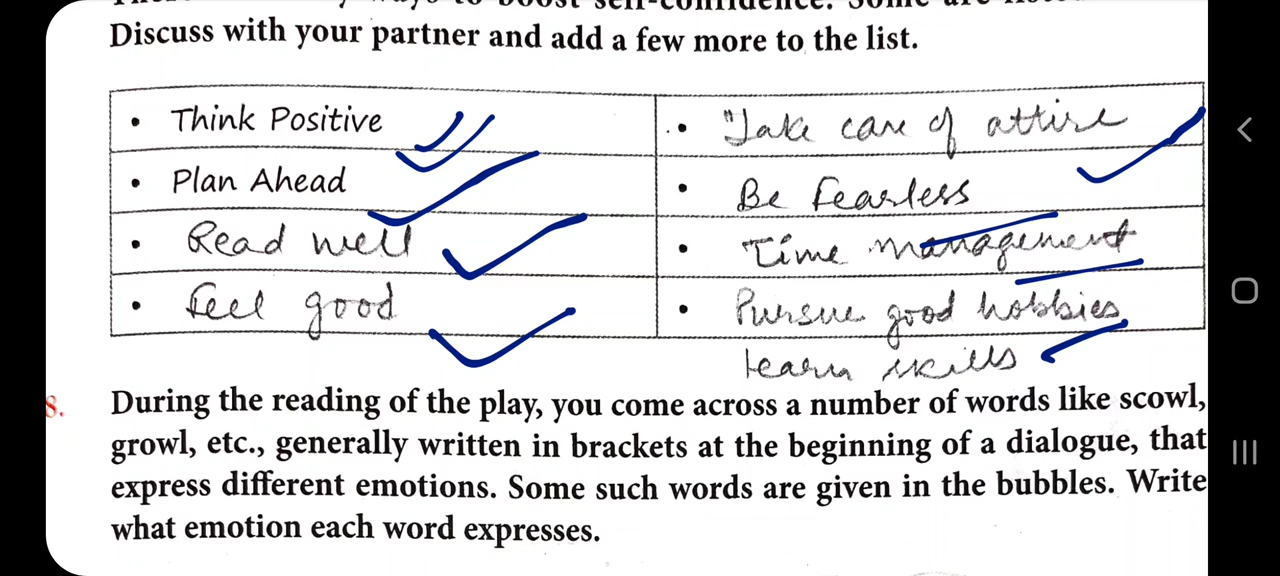 Discuss with your partner and add a few more to the list.
• Think Positive
• Take care of attire
• Plan Ahead
• Be fearless
• Read well
• Time management
• Feel good
• Pursue good hobbies
learn skills
8. During the reading of the play, you come across a number of words like scowl,
growl, etc., generally written in brackets at the beginning of a dialogue, that
express different emotions. Some such words are given in the bubbles. Write
what emotion each word expresses.